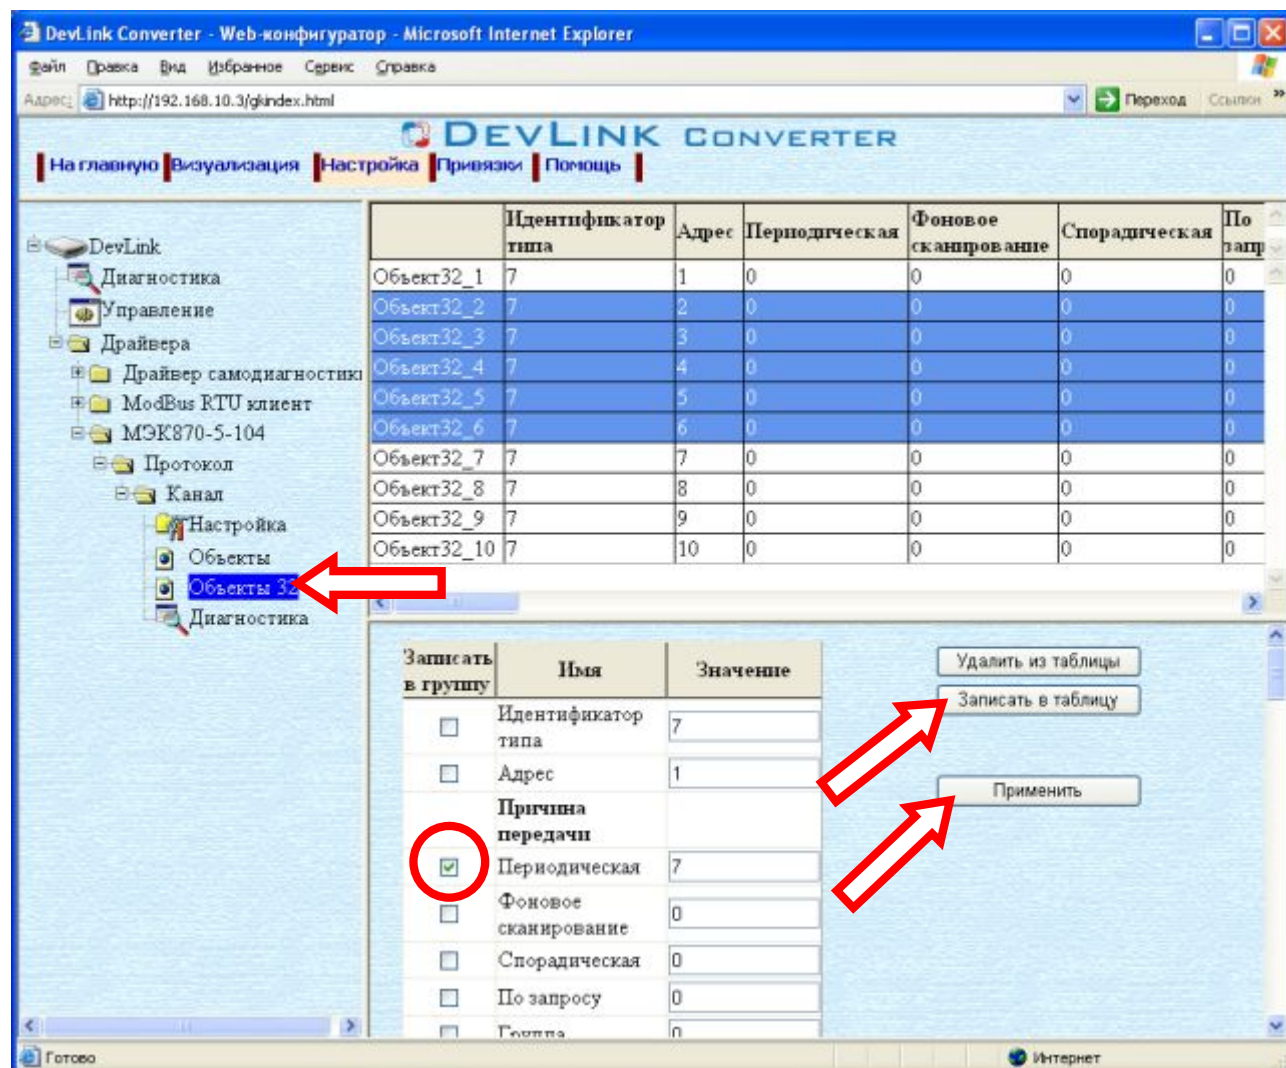 DevLink Converter - Web-конфигуратор - Microsoft Internet Explorer
Файл Правка Вид Избранное Сервис Справка
Адрес: http://192.168.10.3/gkindex.html Переход Ссылки »
DEVLINK CONVERTER
На главную Визуализация Настройка Привязки Помощь
DevLink
Диагностика
Управление
Драйвера
Драйвер самодиагностики
ModBus RTU клиент
МЭК870-5-104
Протокол
Канал
Настройка
Объекты
Объекты 32
Диагностика
Идентификатор типа Адрес Периодическая Фоновое сканирование Спорадическая По запр
Объект32_1 7 1 0 0 0 0
Объект32_2 7 2 0 0 0 0
Объект32_3 7 3 0 0 0 0
Объект32_4 7 4 0 0 0 0
Объект32_5 7 5 0 0 0 0
Объект32_6 7 6 0 0 0 0
Объект32_7 7 7 0 0 0 0
Объект32_8 7 8 0 0 0 0
Объект32_9 7 9 0 0 0 0
Объект32_10 7 10 0 0 0 0
Записать в группу Имя Значение
Идентификатор типа 7
Адрес 1
Причина передачи
Периодическая 7
Фоновое сканирование 0
Спорадическая 0
По запросу 0
Группа 0
Удалить из таблицы
Записать в таблицу
Применить
Готово Интернет